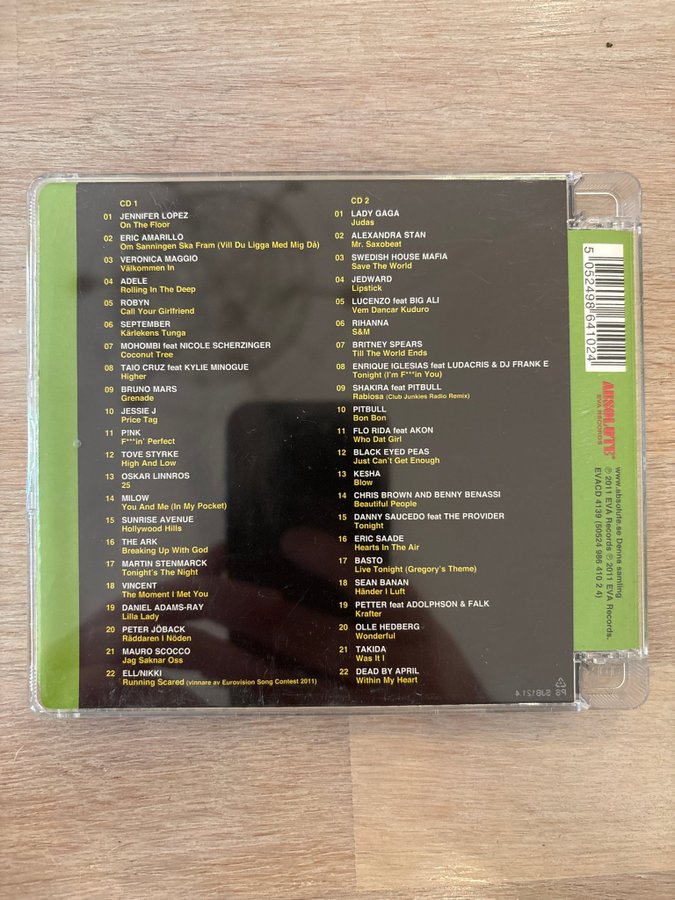 CD 1
01 JENNIFER LOPEZ
On The Floor
02 ERIC AMARILLO
Om Sanningen Ska Fram (Vill Du Ligga Med Mig Då)
03 VERONICA MAGGIO
Välkommen In
04 ADELE
Rolling In The Deep
05 ROBYN
Call Your Girlfriend
06 SEPTEMBER
Kärlekens Tunga
07 MOHOMBI feat NICOLE SCHERZINGER
Coconut Tree
08 TAIO CRUZ feat KYLIE MINOGUE
Higher
09 BRUNO MARS
Grenade
10 JESSIE J
Price Tag
11 P!NK
F***in' Perfect
12 TOVE STYRKE
High And Low
13 OSKAR LINNROS
25
14 MILOW
You And Me (In My Pocket)
15 SUNRISE AVENUE
Hollywood Hills
16 THE ARK
Breaking Up With God
17 MARTIN STENMARCK
Tonight's The Night
18 VINCENT
The Moment I Met You
19 DANIEL ADAMS-RAY
Lilla Lady
20 PETER JÖBACK
Räddaren I Nöden
21 MAURO SCOCCO
Jag Saknar Oss
22 ELL/NIKKI
Running Scared (vinnare av Eurovision Song Contest 2011)
CD 2
01 LADY GAGA
Judas
02 ALEXANDRA STAN
Mr. Saxobeat
03 SWEDISH HOUSE MAFIA
Save The World
04 JEDWARD
Lipstick
05 LUCENZO feat BIG ALI
Vem Dancar Kuduro
06 RIHANNA
S&M
07 BRITNEY SPEARS
Till The World Ends
08 ENRIQUE IGLESIAS feat LUDACRIS & DJ FRANK E
Tonight (I'm F***in You)
09 SHAKIRA feat PITBULL
Rabiosa (Club Junkies Radio Remix)
10 PITBULL
Bon Bon
11 FLO RIDA feat AKON
Who Dat Girl
12 BLACK EYED PEAS
Just Can't Get Enough
13 KESHA
Blow
14 CHRIS BROWN AND BENNY BENASSI
Beautiful People
15 DANNY SAUCEDO feat THE PROVIDER
Tonight
16 ERIC SAADE
Hearts In The Air
17 BASTO
Live Tonight (Gregory's Theme)
18 SEAN BANAN
Händer I Luft
19 PETTER feat ADOLPHSON & FALK
Krafter
20 OLLE HEDBERG
Wonderful
21 TAKIDA
Was It I
22 DEAD BY APRIL
Within My Heart
5 052498 641024
ABSOLUTE
EVA RECORDS
www.absolute.se Denna samling
℗ 2011 EVA Records ℗ 2011 EVA Records.
EVACD 4139 (50524 986 410 2 4)
PS SJB121.4